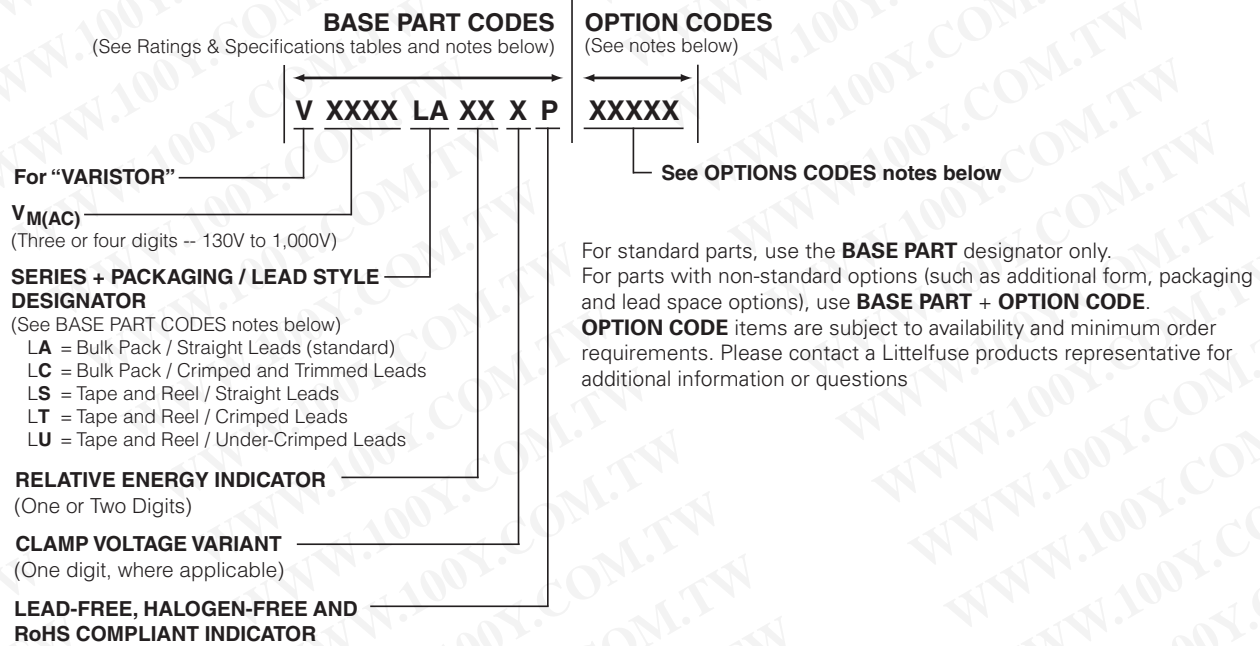 BASE PART CODES
(See Ratings & Specifications tables and notes below)
OPTION CODES
(See notes below)
V XXXX LA XX X P XXXXX
For “VARISTOR”
VM(AC)
(Three or four digits -- 130V to 1,000V)
SERIES + PACKAGING / LEAD STYLE
DESIGNATOR
(See BASE PART CODES notes below)
LA = Bulk Pack / Straight Leads (standard)
LC = Bulk Pack / Crimped and Trimmed Leads
LS = Tape and Reel / Straight Leads
LT = Tape and Reel / Crimped Leads
LU = Tape and Reel / Under-Crimped Leads
RELATIVE ENERGY INDICATOR
(One or Two Digits)
CLAMP VOLTAGE VARIANT
(One digit, where applicable)
LEAD-FREE, HALOGEN-FREE AND
RoHS COMPLIANT INDICATOR
See OPTIONS CODES notes below
For standard parts, use the BASE PART designator only.
For parts with non-standard options (such as additional form, packaging
and lead space options), use BASE PART + OPTION CODE.
OPTION CODE items are subject to availability and minimum order
requirements. Please contact a Littelfuse products representative for
additional information or questions
WWW.100Y.COM.TW